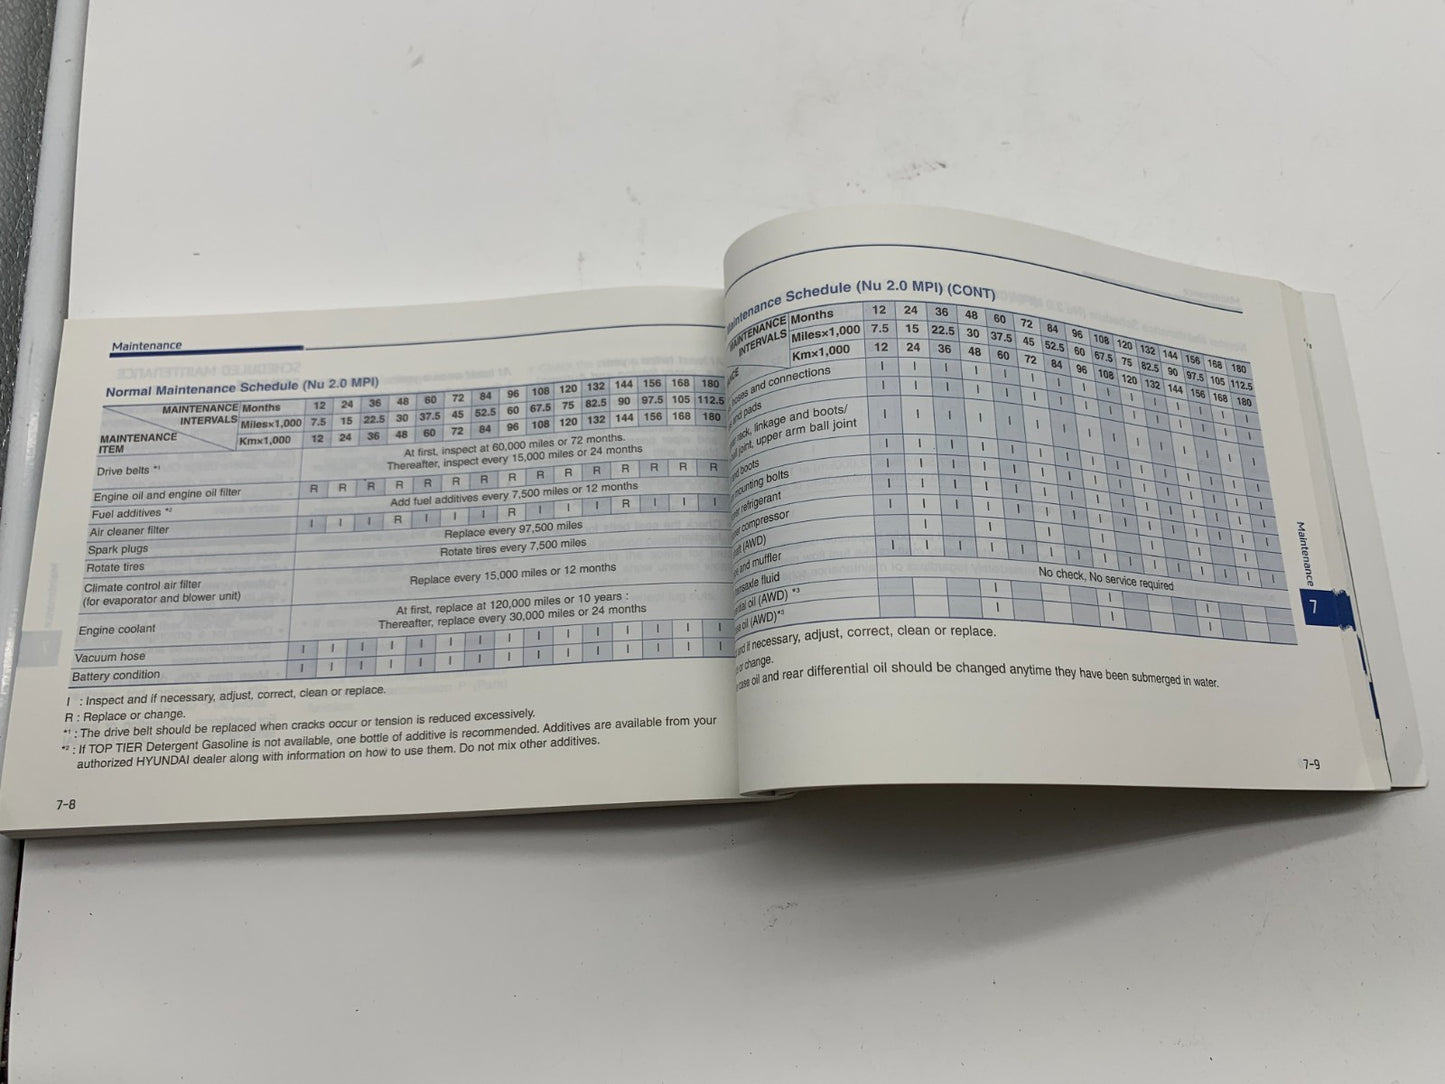 Maintenance
Normal Maintenance Schedule (Nu 2.0 MPI)
MAINTENANCE INTERVALS
MAINTENANCE ITEM
Months 12 24 36 48 60 72 84 96 108 120 132 144 156 168 180
Miles×1,000 7.5 15 22.5 30 37.5 45 52.5 60 67.5 75 82.5 90 97.5 105 112.5
Km×1,000 12 24 36 48 60 72 84 96 108 120 132 144 156 168 180
Drive belts *1 At first, inspect at 60,000 miles or 72 months.
Thereafter, inspect every 15,000 miles or 24 months
Engine oil and engine oil filter R R R R R R R R R R R R R R R
Fuel additives *2 Add fuel additives every 7,500 miles or 12 months
Air cleaner filter I I I R I I I R I I I R I I I
Spark plugs Replace every 97,500 miles
Rotate tires Rotate tires every 7,500 miles
Climate control air filter
(for evaporator and blower unit) Replace every 15,000 miles or 12 months
Engine coolant At first, replace at 120,000 miles or 10 years :
Thereafter, replace every 30,000 miles or 24 months
Vacuum hose I I I I I I I I I I I I I I I
Battery condition I I I I I I I I I I I I I I I
I : Inspect and if necessary, adjust, correct, clean or replace.
R : Replace or change.
*1 : The drive belt should be replaced when cracks occur or tension is reduced excessively.
*2 : If TOP TIER Detergent Gasoline is not available, one bottle of additive is recommended. Additives are available from your
authorized HYUNDAI dealer along with information on how to use them. Do not mix other additives.
7-8
Maintenance Schedule (Nu 2.0 MPI) (CONT)
MAINTENANCE INTERVALS
Months 12 24 36 48 60 72 84 96 108 120 132 144 156 168 180
Miles×1,000 7.5 15 22.5 30 37.5 45 52.5 60 67.5 75 82.5 90 97.5 105 112.5
Km×1,000 12 24 36 48 60 72 84 96 108 120 132 144 156 168 180
hoses and connections I I I I I I I I I I I I I I I
and pads I I I I I I I I I I I I I I I
rack, linkage and boots/
joint, upper arm ball joint I I I I I I I I I I I I I I I
and boots I I I I I I I I I I I I I I I
mounting bolts I I I I I I I I I I I I I I I
refrigerant I I I I I I I I I I I I I I I
compressor I I I I I I I I I I I I I I I
(AWD) I I I I I I I
and muffler I I I I I I I I I I I I I I I
fluid No check, No service required
oil (AWD) *3 I I I
oil (AWD)*3 I I I
and if necessary, adjust, correct, clean or replace.
or change.
case oil and rear differential oil should be changed anytime they have been submerged in water.
Maintenance
7
7-9